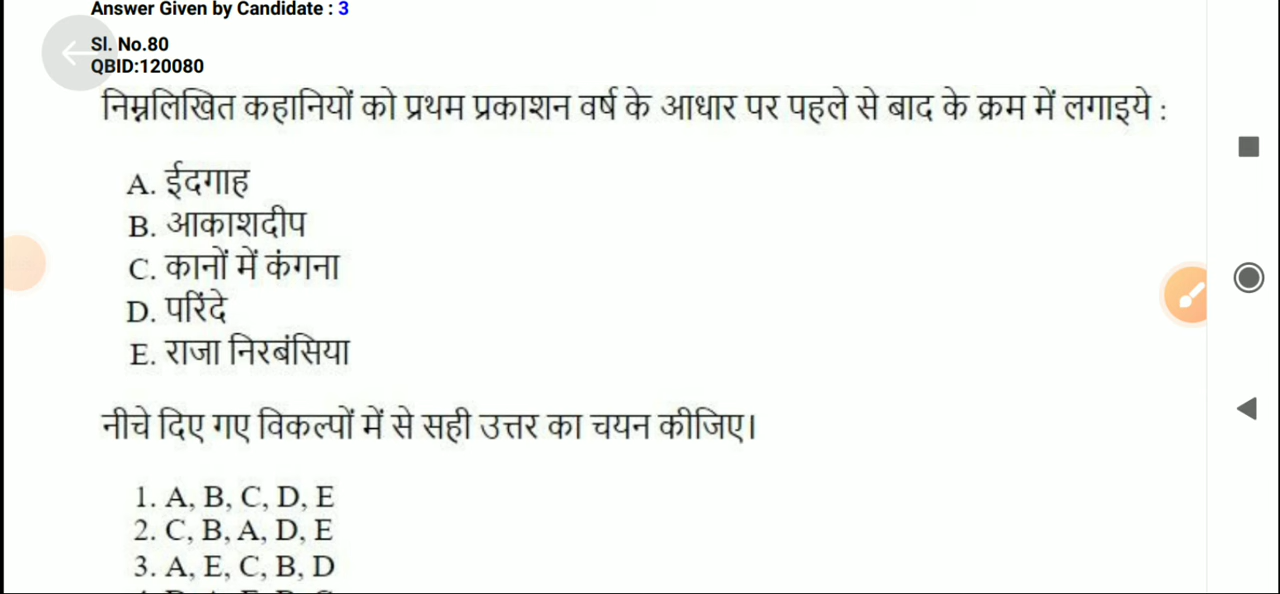 Answer Given by Candidate : 3
Sl. No.80
QBID:120080
निम्नलिखित कहानियों को प्रथम प्रकाशन वर्ष के आधार पर पहले से बाद के क्रम में लगाइये :
A. ईदगाह
B. आकाशदीप
C. कानों में कंगना
D. परिंदे
E. राजा निरबंसिया
नीचे दिए गए विकल्पों में से सही उत्तर का चयन कीजिए।
1. A, B, C, D, E
2. C, B, A, D, E
3. A, E, C, B, D